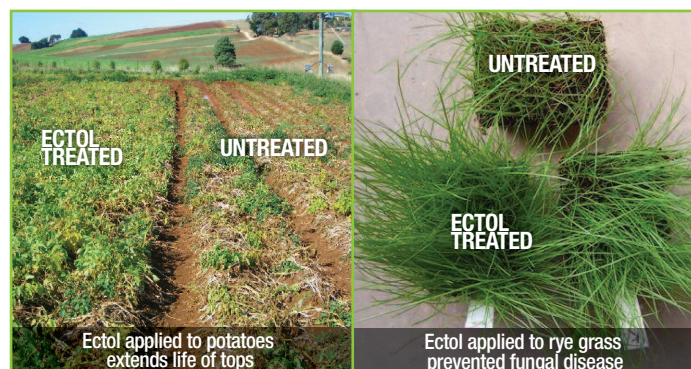 ECTOL
TREATED
UNTREATED
Ectol applied to potatoes
extends life of tops
UNTREATED
ECTOL
TREATED
Ectol applied to rye grass
prevented fungal disease